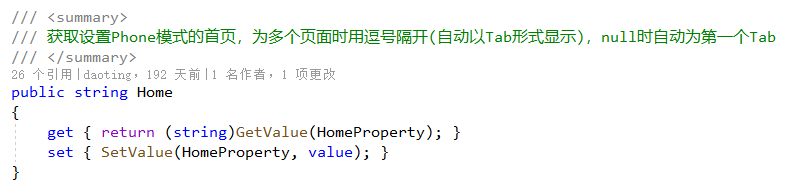 /// <summary>
/// 获取设置Phone模式的首页，为多个页面时用逗号隔开(自动以Tab形式显示)，null时自动为第一个Tab
/// </summary>
26 个引用|daoting，192 天前|1 名作者，1 项更改
public string Home
{
    get { return (string)GetValue(HomeProperty); }
    set { SetValue(HomeProperty, value); }
}